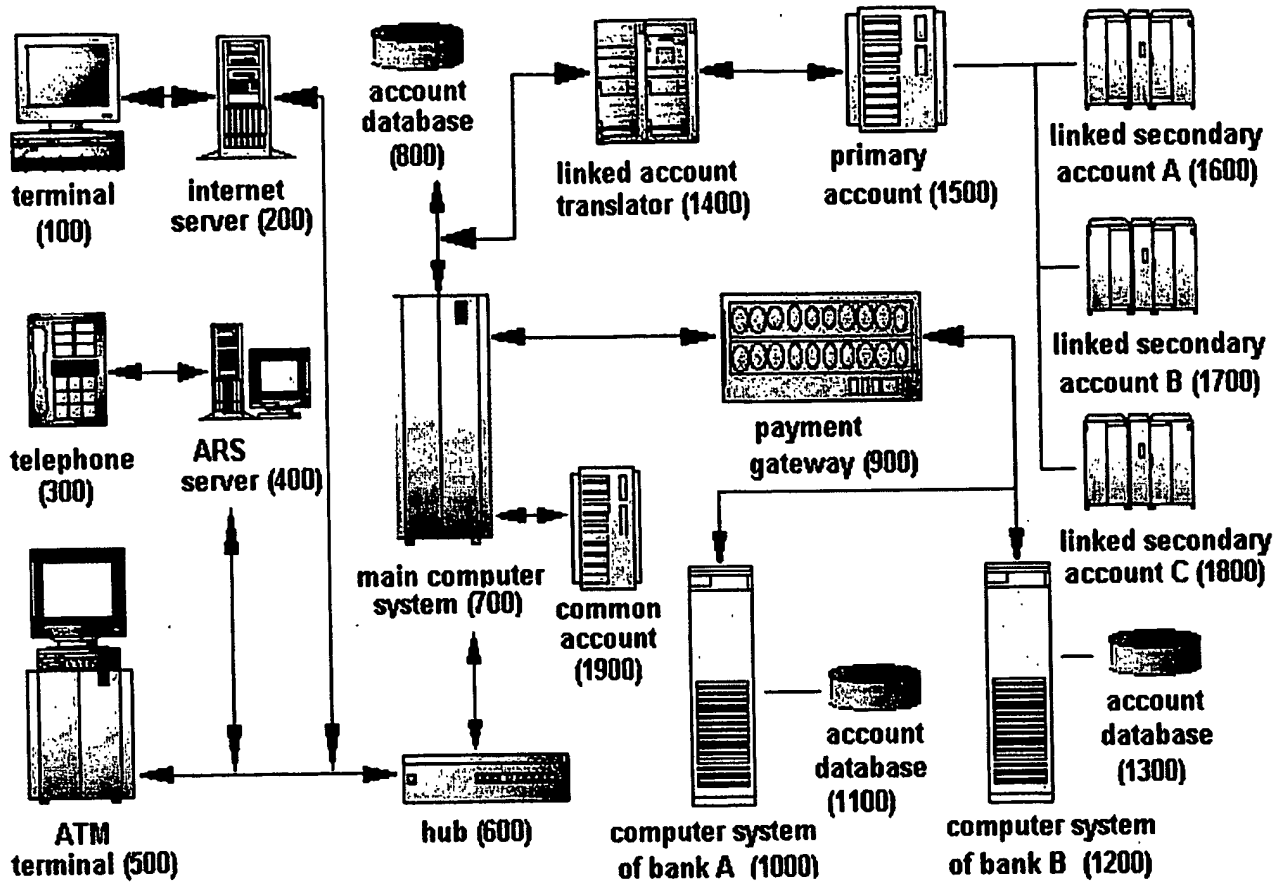 terminal
(100)
internet
server (200)
account
database
(800)
linked account
translator (1400)
primary
account (1500)
linked secondary
account A (1600)
linked secondary
account B (1700)
linked secondary
account C (1800)
telephone
(300)
ARS
server (400)
main computer
system (700)
common
account
(1900)
payment
gateway (900)
ATM
terminal (500)
hub (600)
computer system
of bank A (1000)
account
database
(1100)
computer system
of bank B (1200)
account
database
(1300)